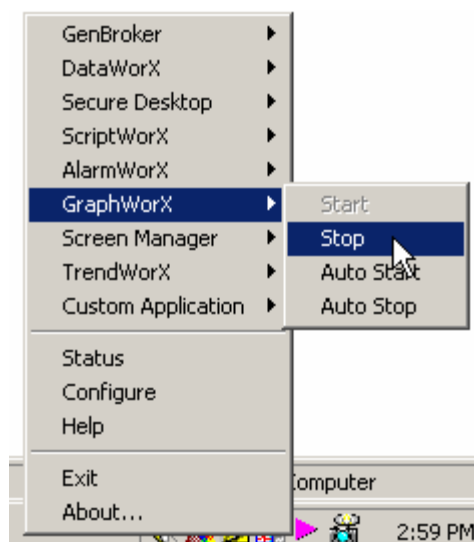 GenBroker
DataWorX
Secure Desktop
ScriptWorX
AlarmWorX
GraphWorX
Start
Screen Manager
Stop
TrendWorX
Auto Start
Custom Application
Auto Stop
Status
Configure
Help
Exit
About...
Computer
2:59 PM